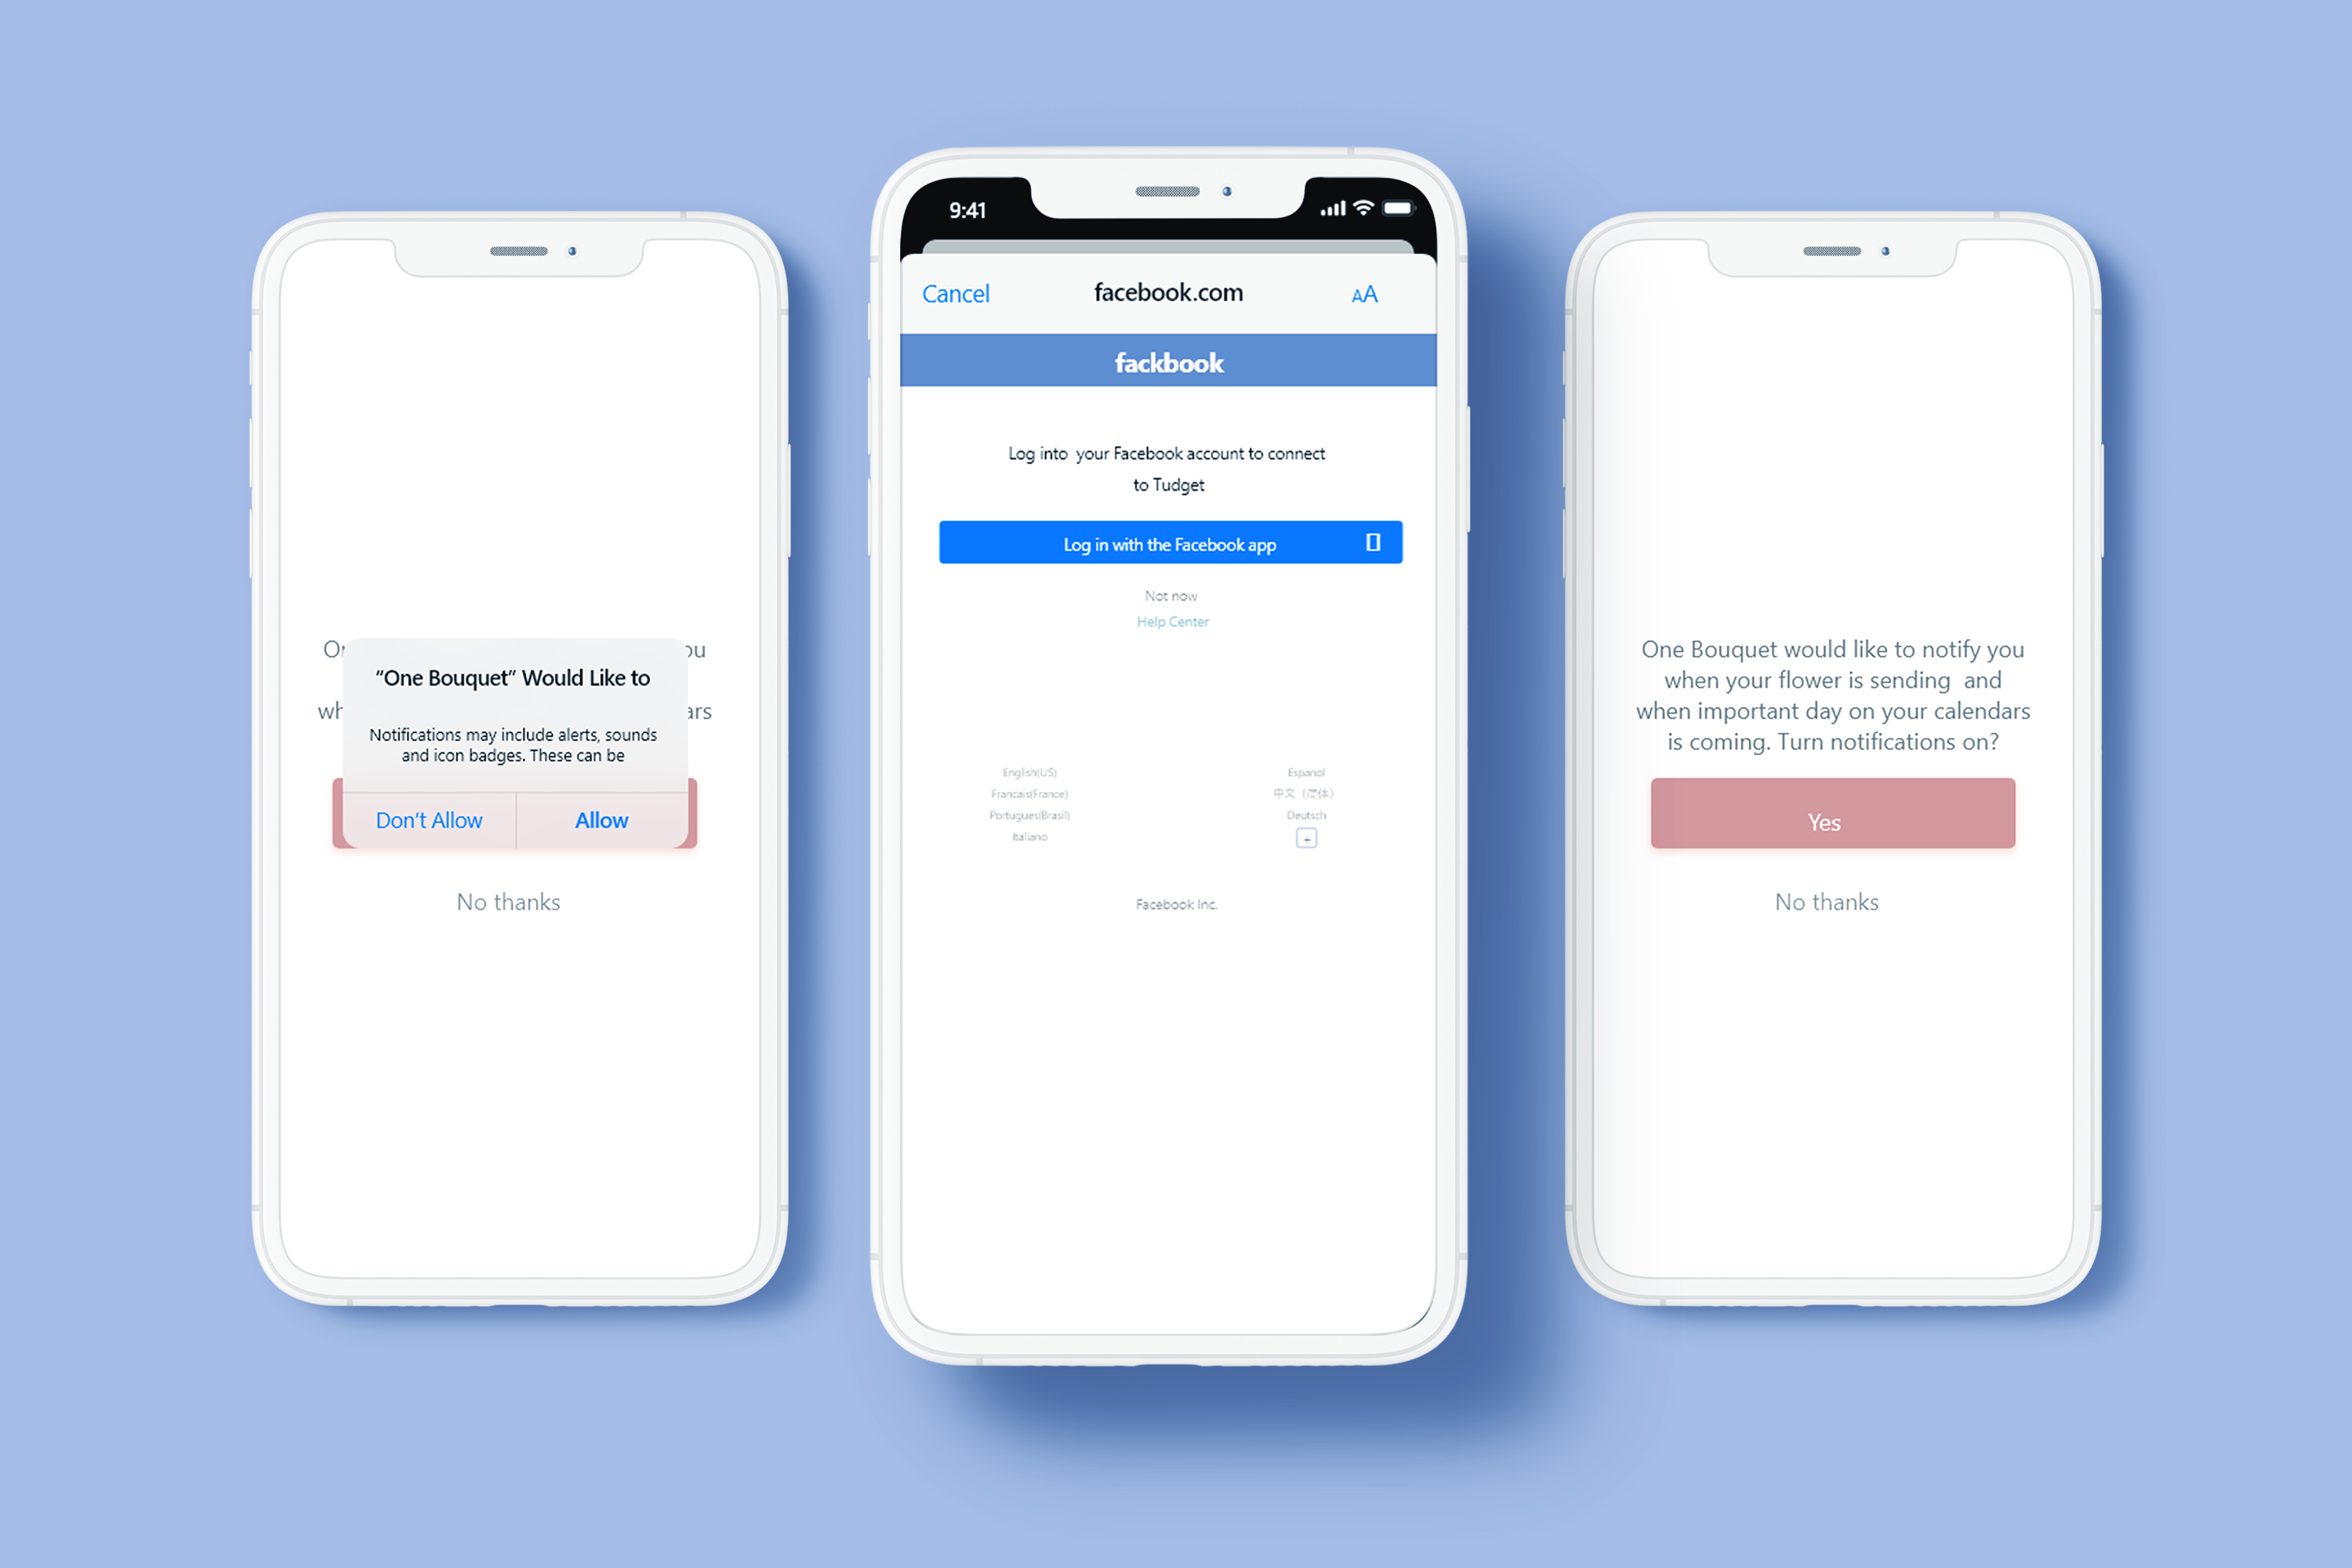 Or
ou
“One Bouquet” Would Like to
wh
ars
Notifications may include alerts, sounds
and icon badges. These can be
Don’t Allow
Allow
No thanks
9:41
Cancel
facebook.com
AA
fackbook
Log into your Facebook account to connect
to Tudget
Log in with the Facebook app
Not now
Help Center
English(US)
Espanol
Francais(France)
中文（简体）
Portugues(Brasil)
Deutsch
Italiano
+
Facebook Inc.
One Bouquet would like to notify you
when your flower is sending and
when important day on your calendars
is coming. Turn notifications on?
Yes
No thanks